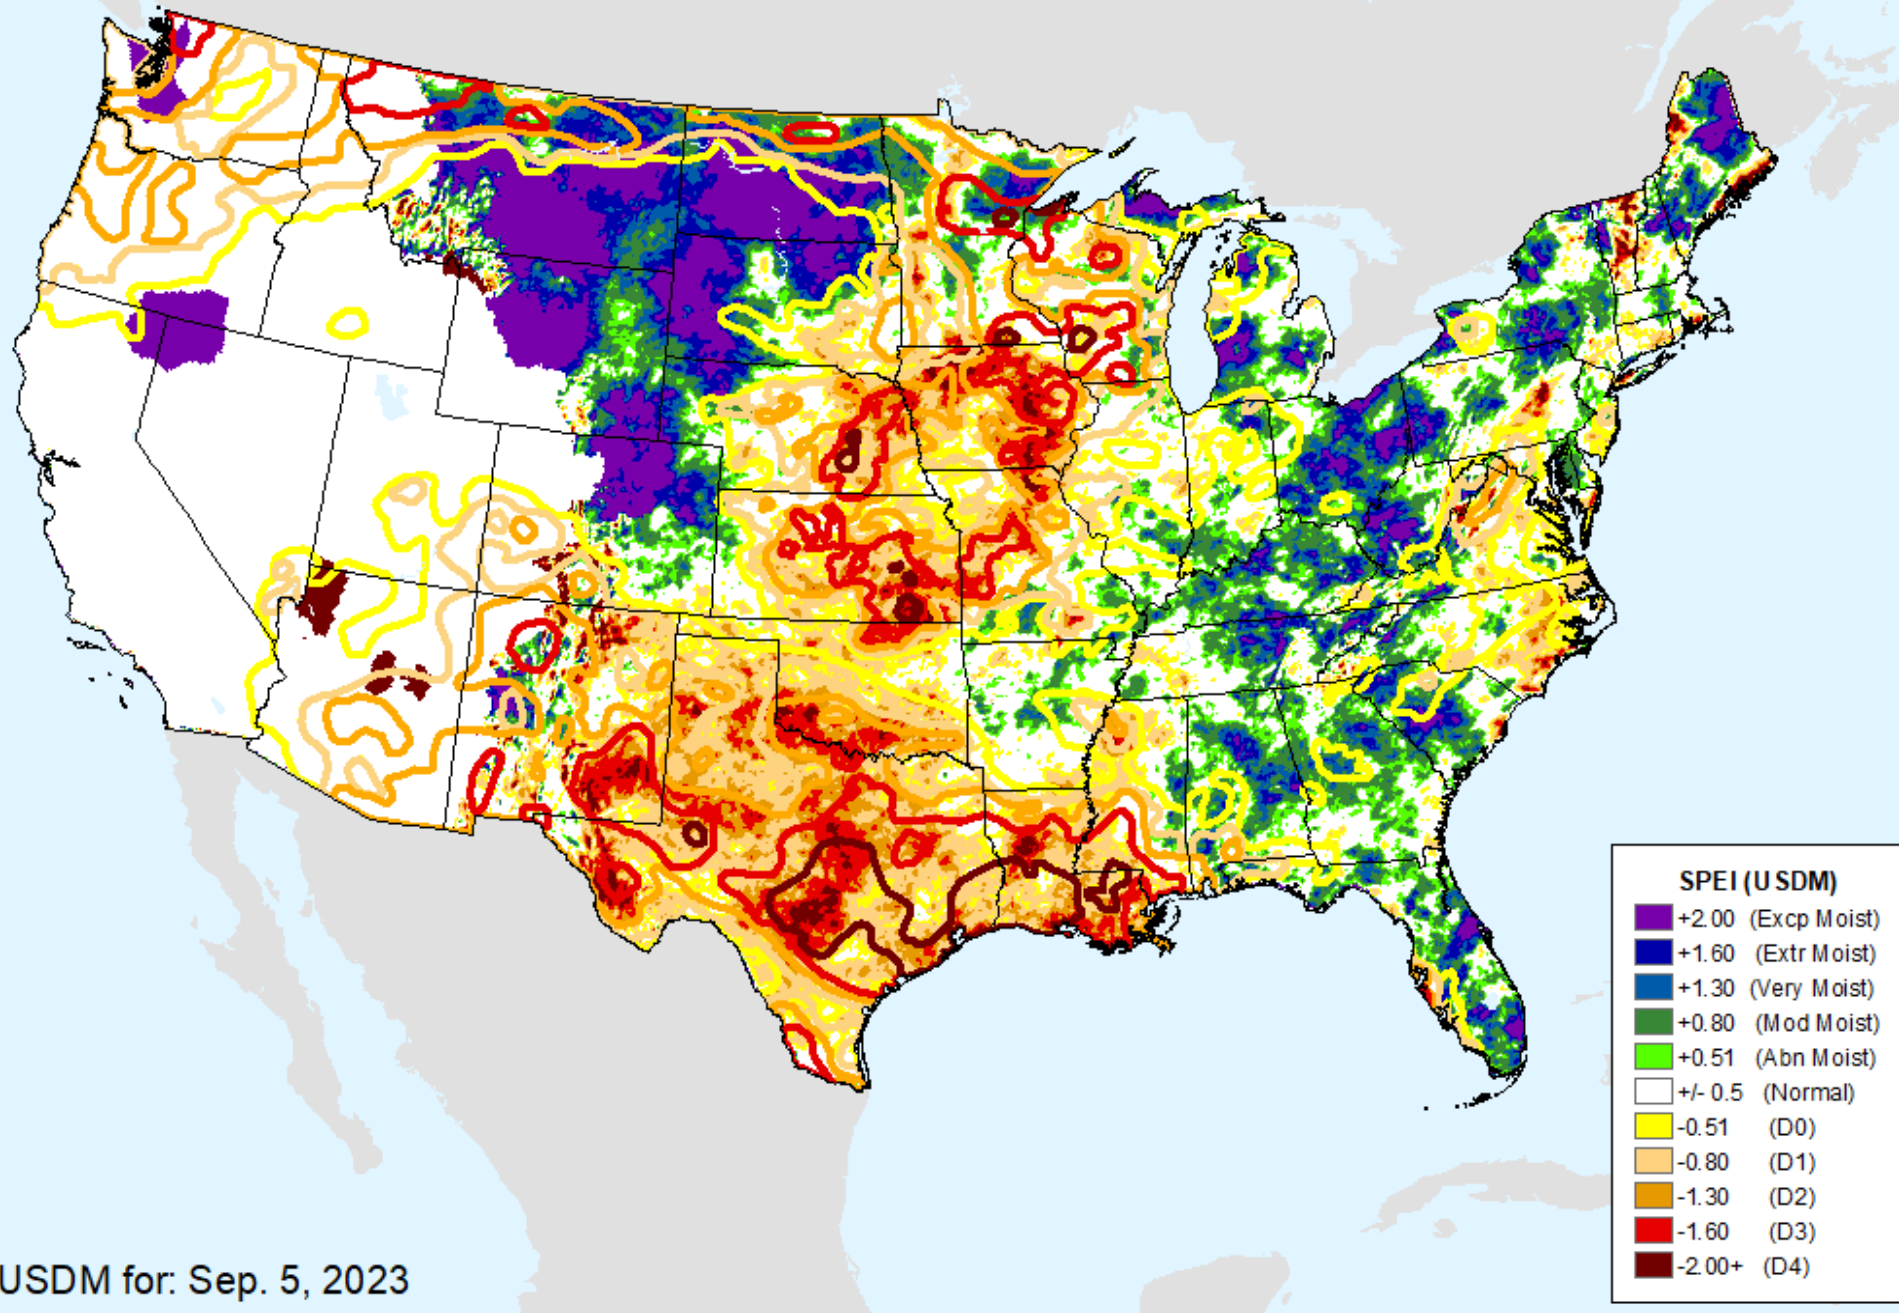 SPEI (USDM)
+2.00 (Excp Moist)
+1.60 (Extr Moist)
+1.30 (Very Moist)
+0.80 (Mod Moist)
+0.51 (Abn Moist)
+/- 0.5 (Normal)
-0.51 (D0)
-0.80 (D1)
-1.30 (D2)
-1.60 (D3)
-2.00+ (D4)
USDM for: Sep. 5, 2023